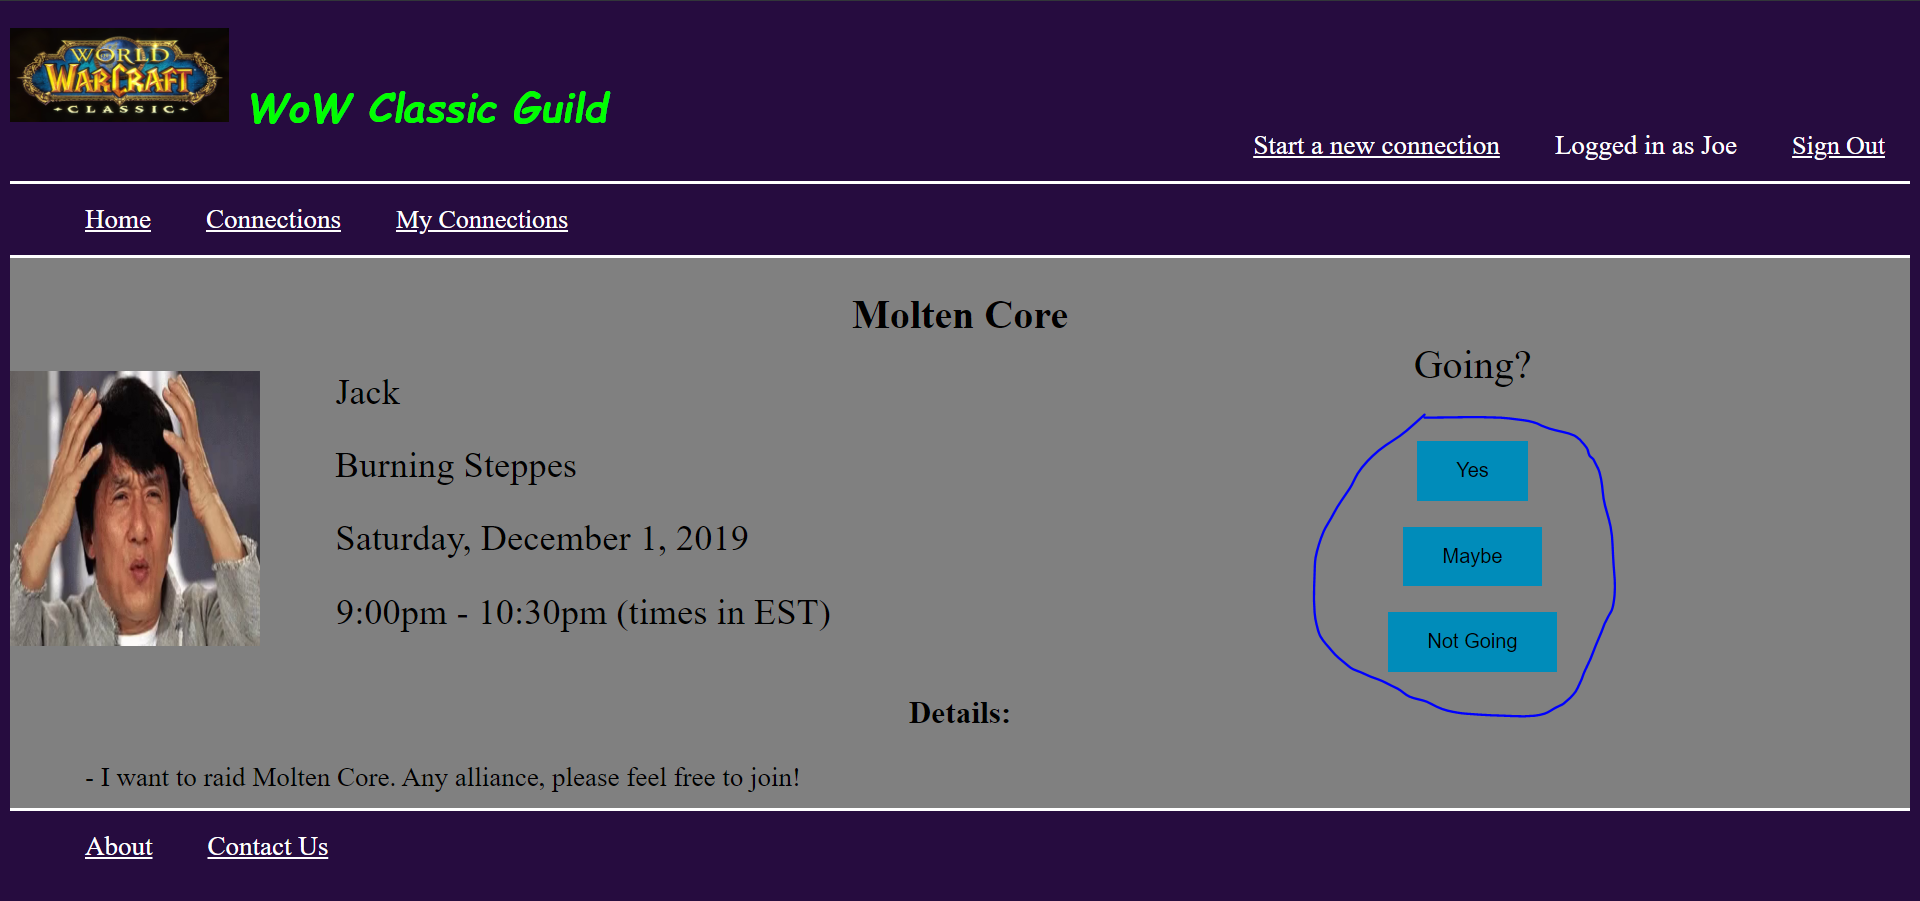 WORLD
WARCRAFT
CLASSIC
WoW Classic Guild
Start a new connection Logged in as Joe Sign Out
Home Connections My Connections
Molten Core
Going?
Jack
Burning Steppes
Saturday, December 1, 2019
9:00pm - 10:30pm (times in EST)
Yes
Maybe
Not Going
Details:
- I want to raid Molten Core. Any alliance, please feel free to join!
About Contact Us